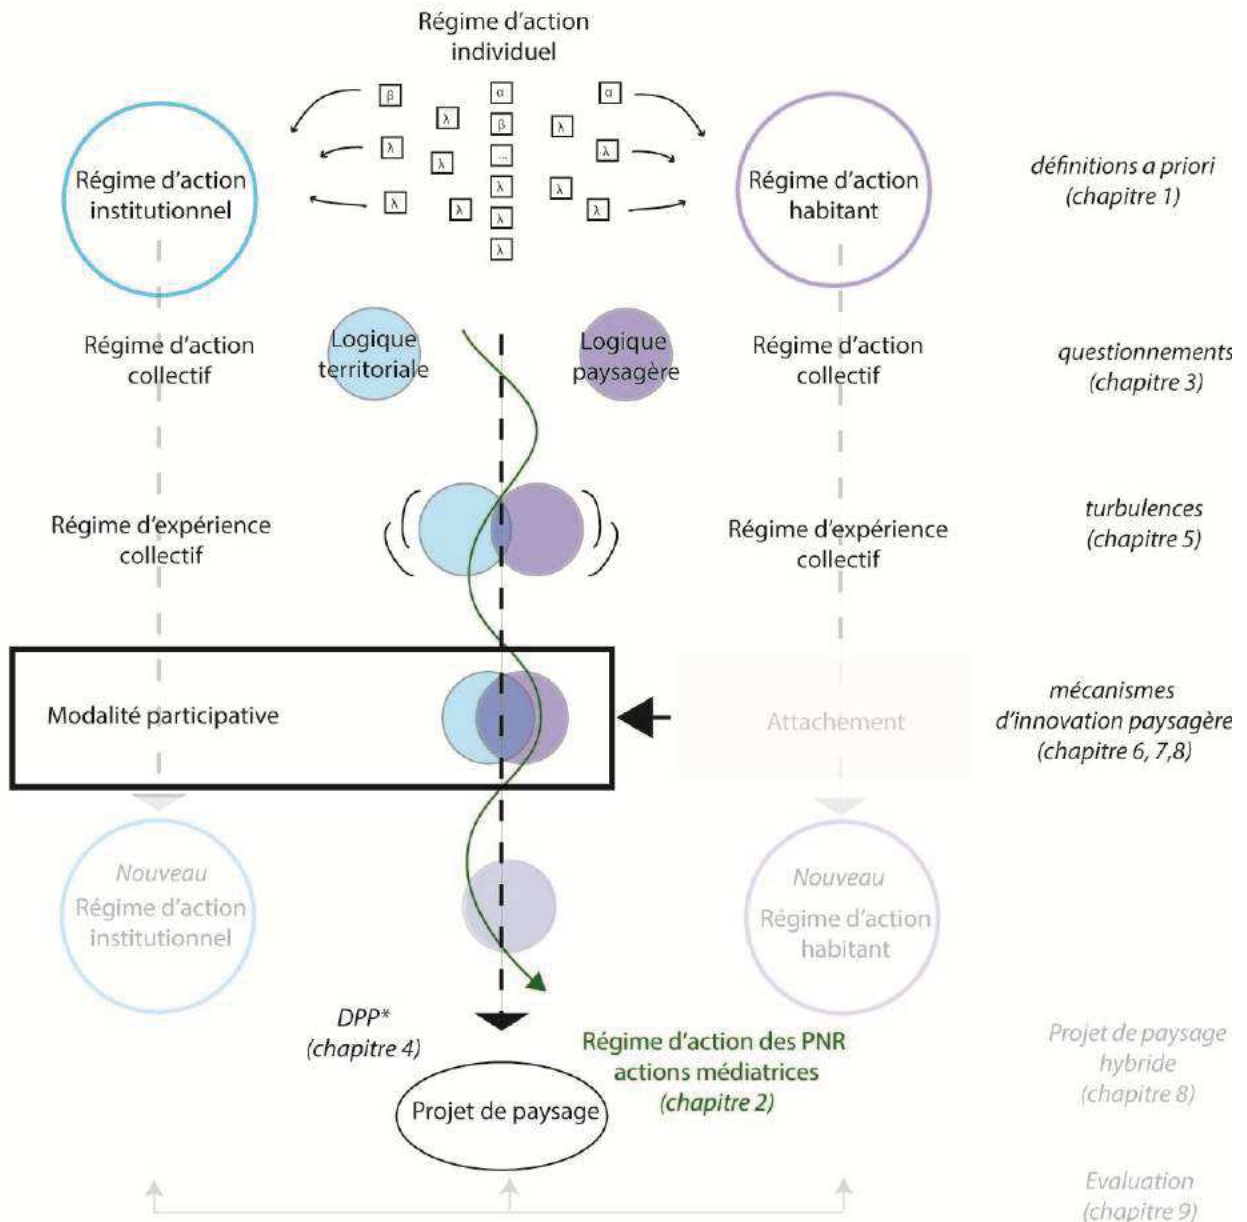 Régime d'action
individuel
β
α
α
λ
β
λ
λ
λ
...
λ
λ
λ
λ
λ
λ
λ
λ
λ
Régime d'action
institutionnel
Régime d'action
habitant
définitions a priori
(chapitre 1)
Régime d'action
collectif
Logique
territoriale
Logique
paysagère
Régime d'action
collectif
questionnements
(chapitre 3)
Régime d'expérience
collectif
Régime d'expérience
collectif
turbulences
(chapitre 5)
Modalité participative
Attachement
mécanismes
d'innovation paysagère
(chapitre 6, 7,8)
Nouveau
Régime d'action
institutionnel
Nouveau
Régime d'action
habitant
DPP*
(chapitre 4)
Régime d'action des PNR
actions médiatrices
(chapitre 2)
Projet de paysage
hybride
(chapitre 8)
Projet de paysage
Evaluation
(chapitre 9)